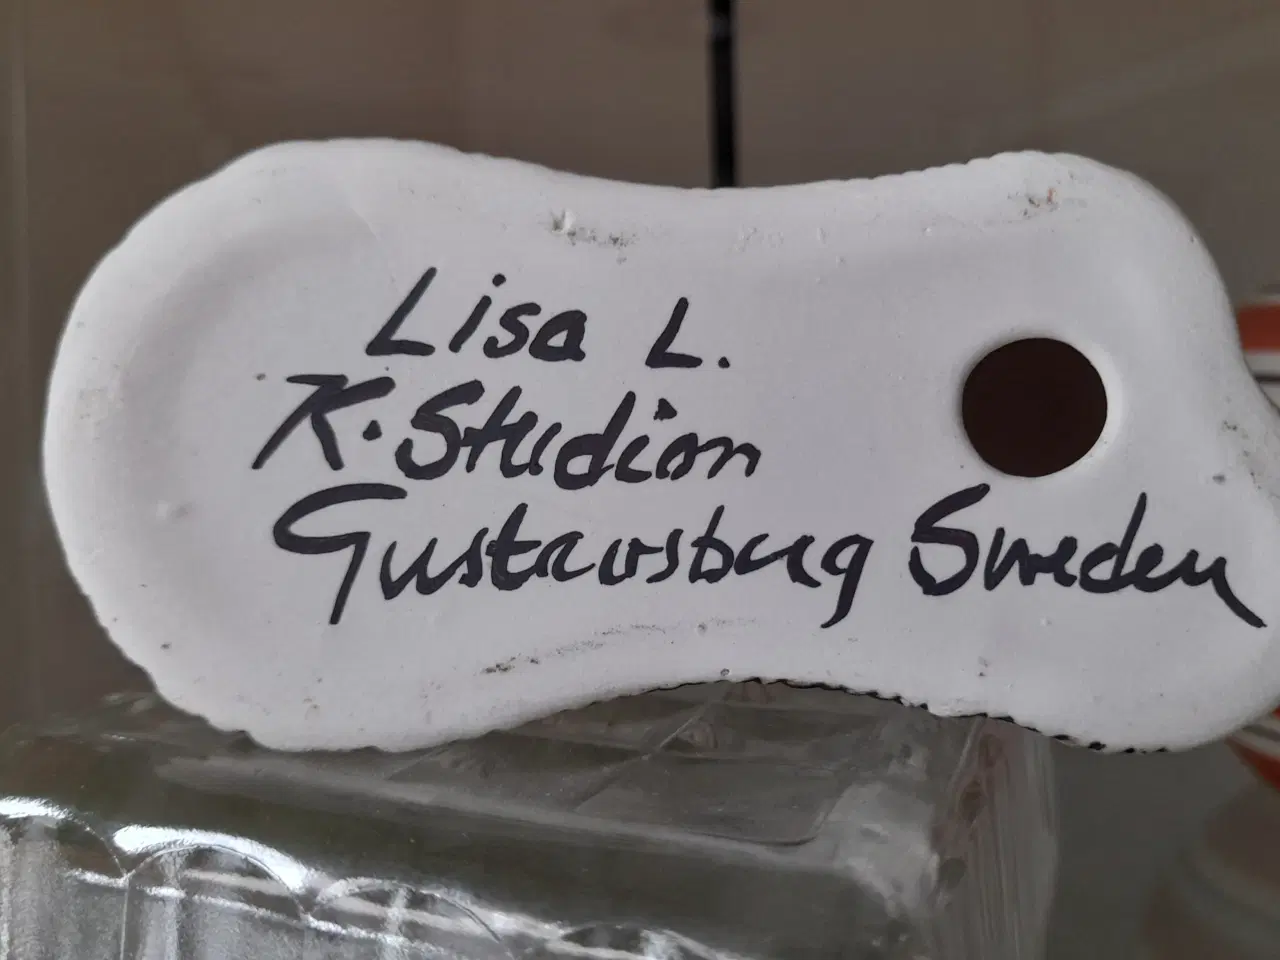 Lisa L.
K. Studion
Gustavsberg Sweden